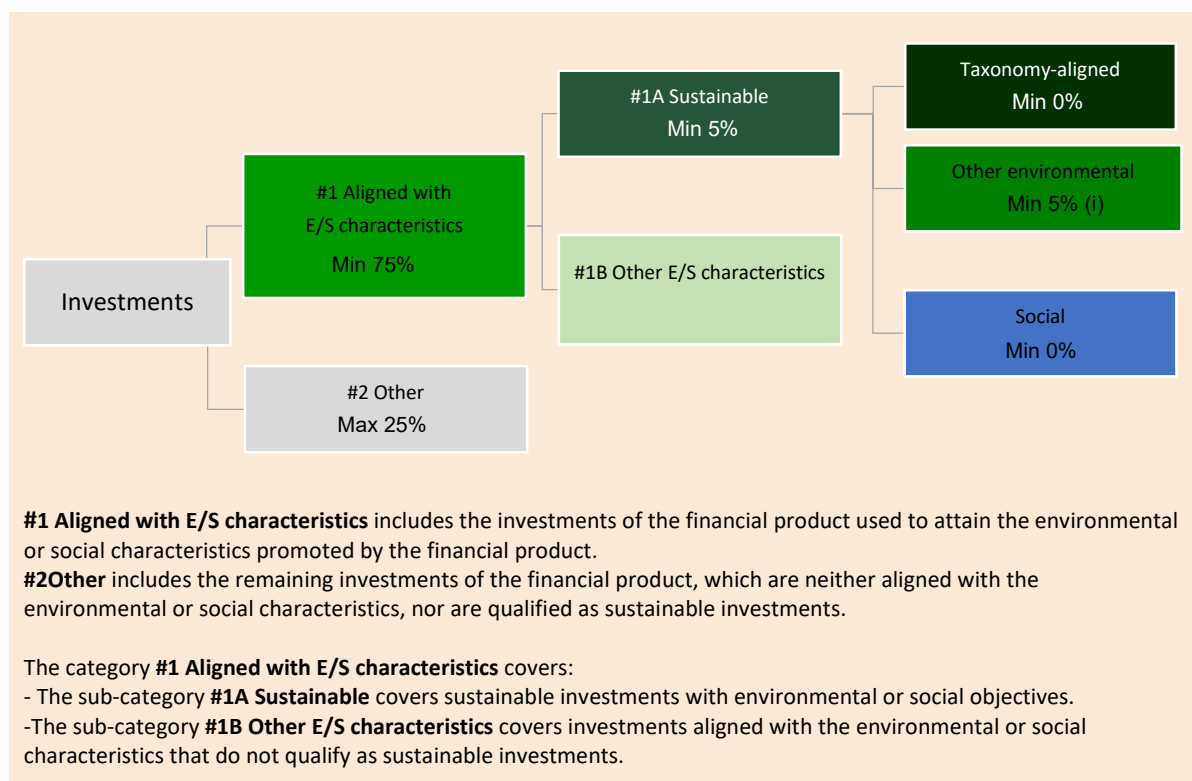 Taxonomy-aligned
Min 0%
#1A Sustainable
Min 5%
Other environmental
Min 5% (i)
#1 Aligned with
E/S characteristics
Min 75%
#1B Other E/S characteristics
Investments
Social
Min 0%
#2 Other
Max 25%
#1 Aligned with E/S characteristics includes the investments of the financial product used to attain the environmental
or social characteristics promoted by the financial product.
#2Other includes the remaining investments of the financial product, which are neither aligned with the
environmental or social characteristics, nor are qualified as sustainable investments.
The category #1 Aligned with E/S characteristics covers:
- The sub-category #1A Sustainable covers sustainable investments with environmental or social objectives.
-The sub-category #1B Other E/S characteristics covers investments aligned with the environmental or social
characteristics that do not qualify as sustainable investments.